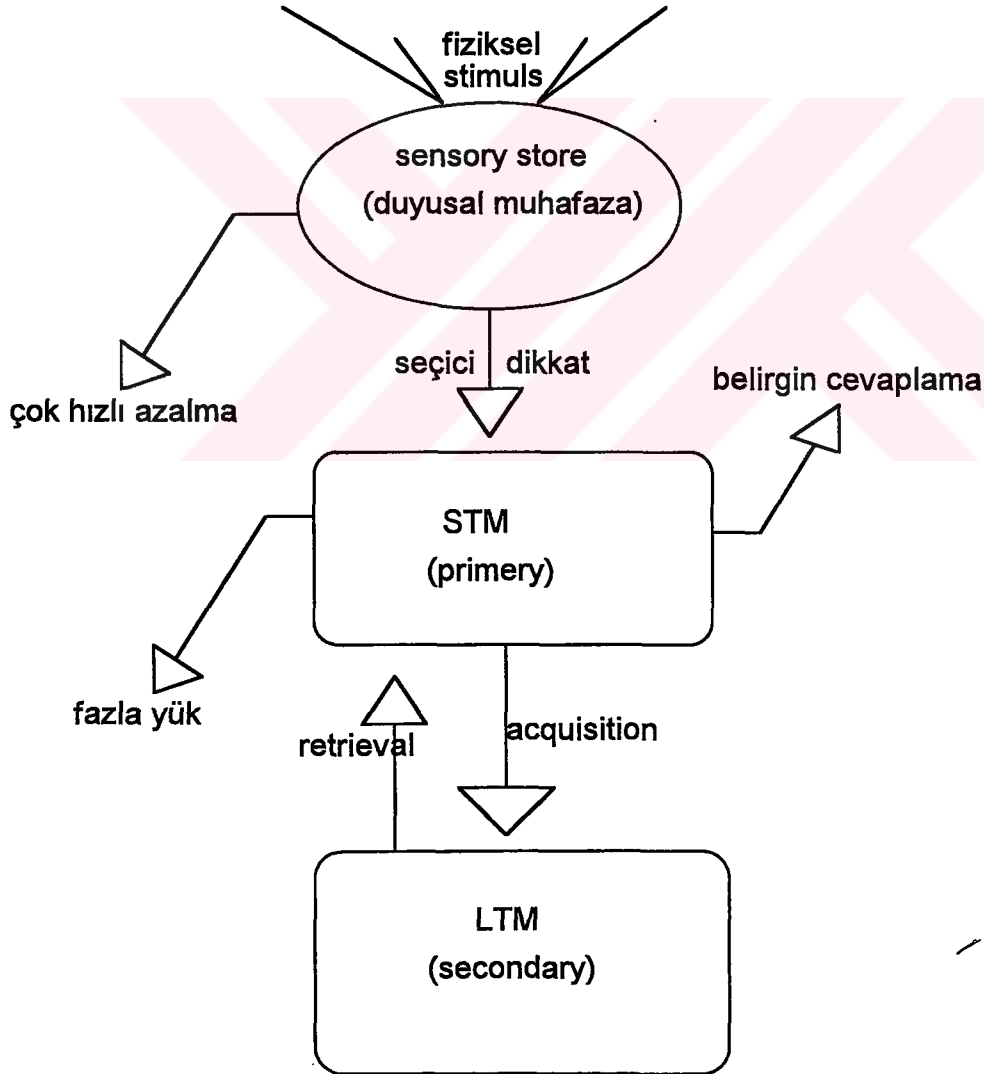 fiziksel
stimuls
sensory store
(duyusal muhafaza)
seçici dikkat
belirgin cevaplama
çok hızlı azalma
STM
(primery)
fazla yük
retrieval
acquisition
LTM
(secondary)